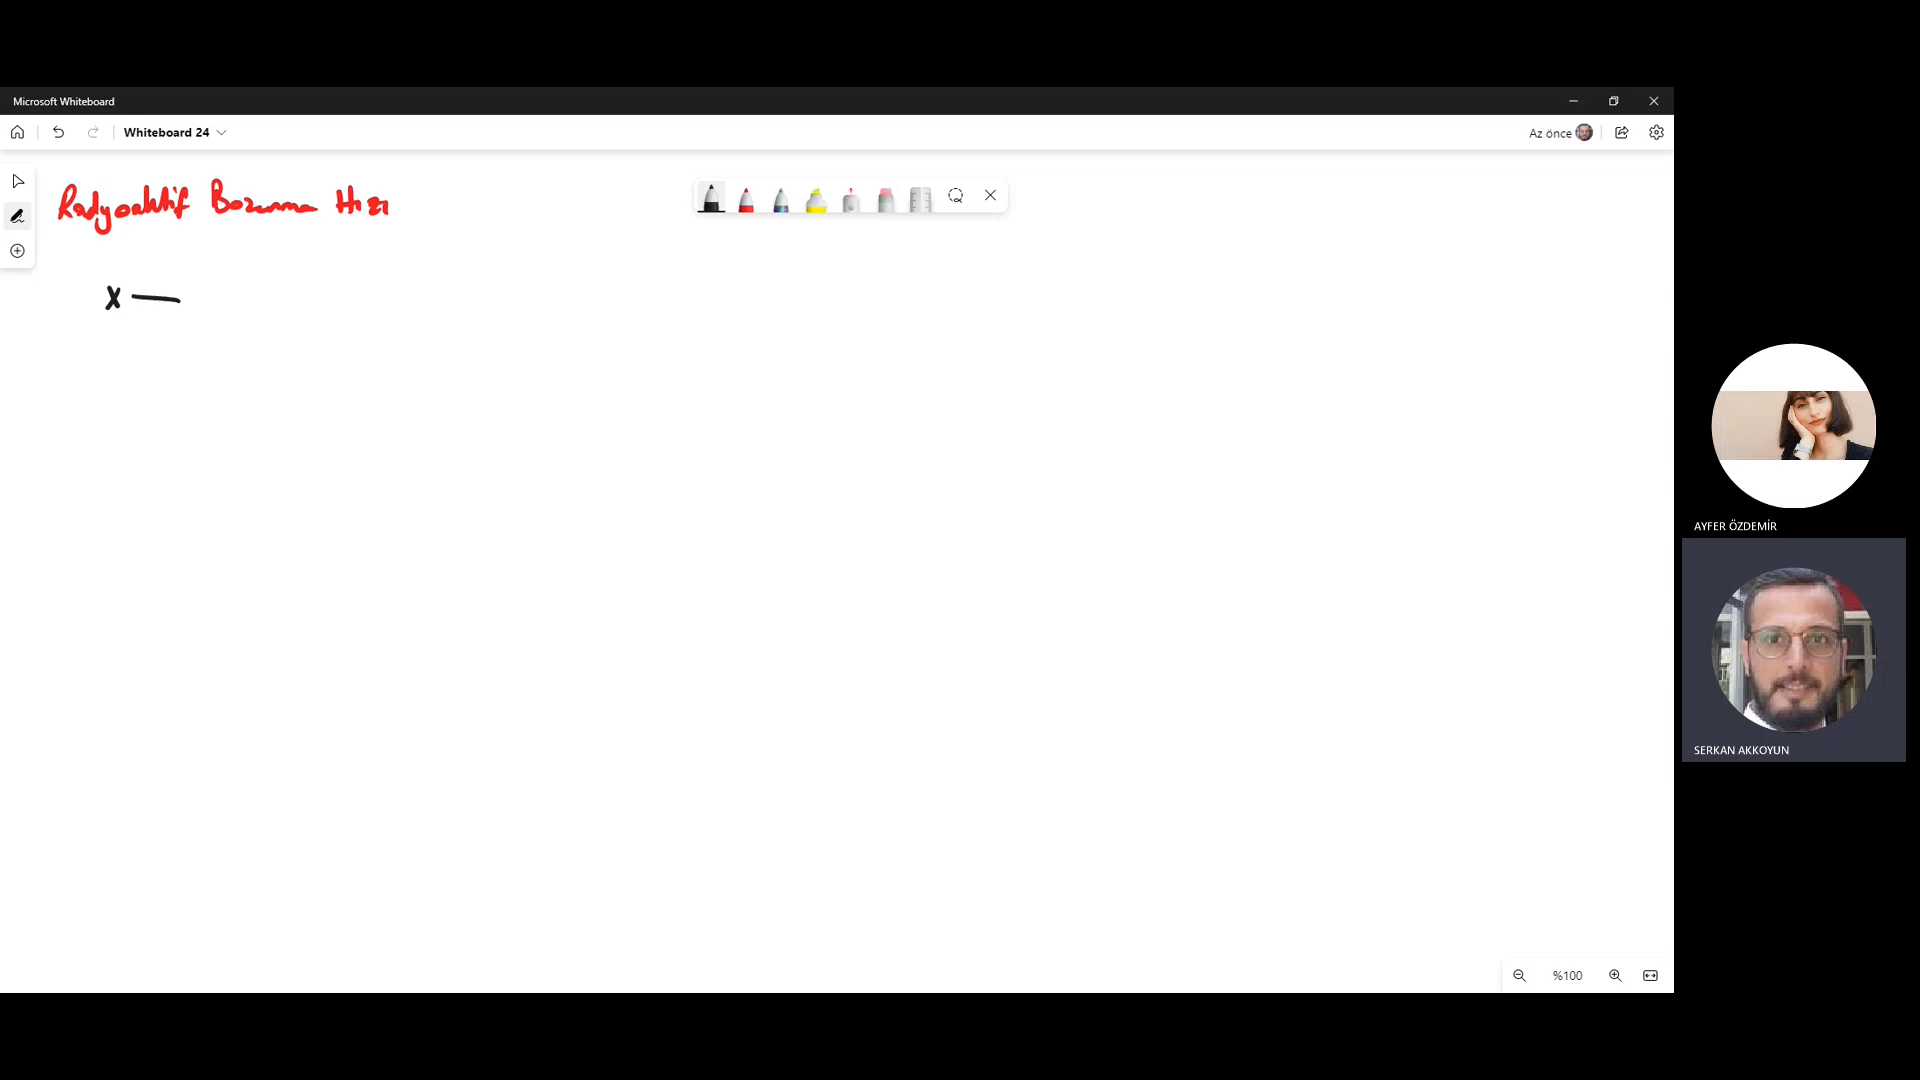 Microsoft Whiteboard
Whiteboard 24
Az önce
Radyoaktif Bozunma Hızı
X —
AYFER ÖZDEMİR
SERKAN AKKOYUN
%100